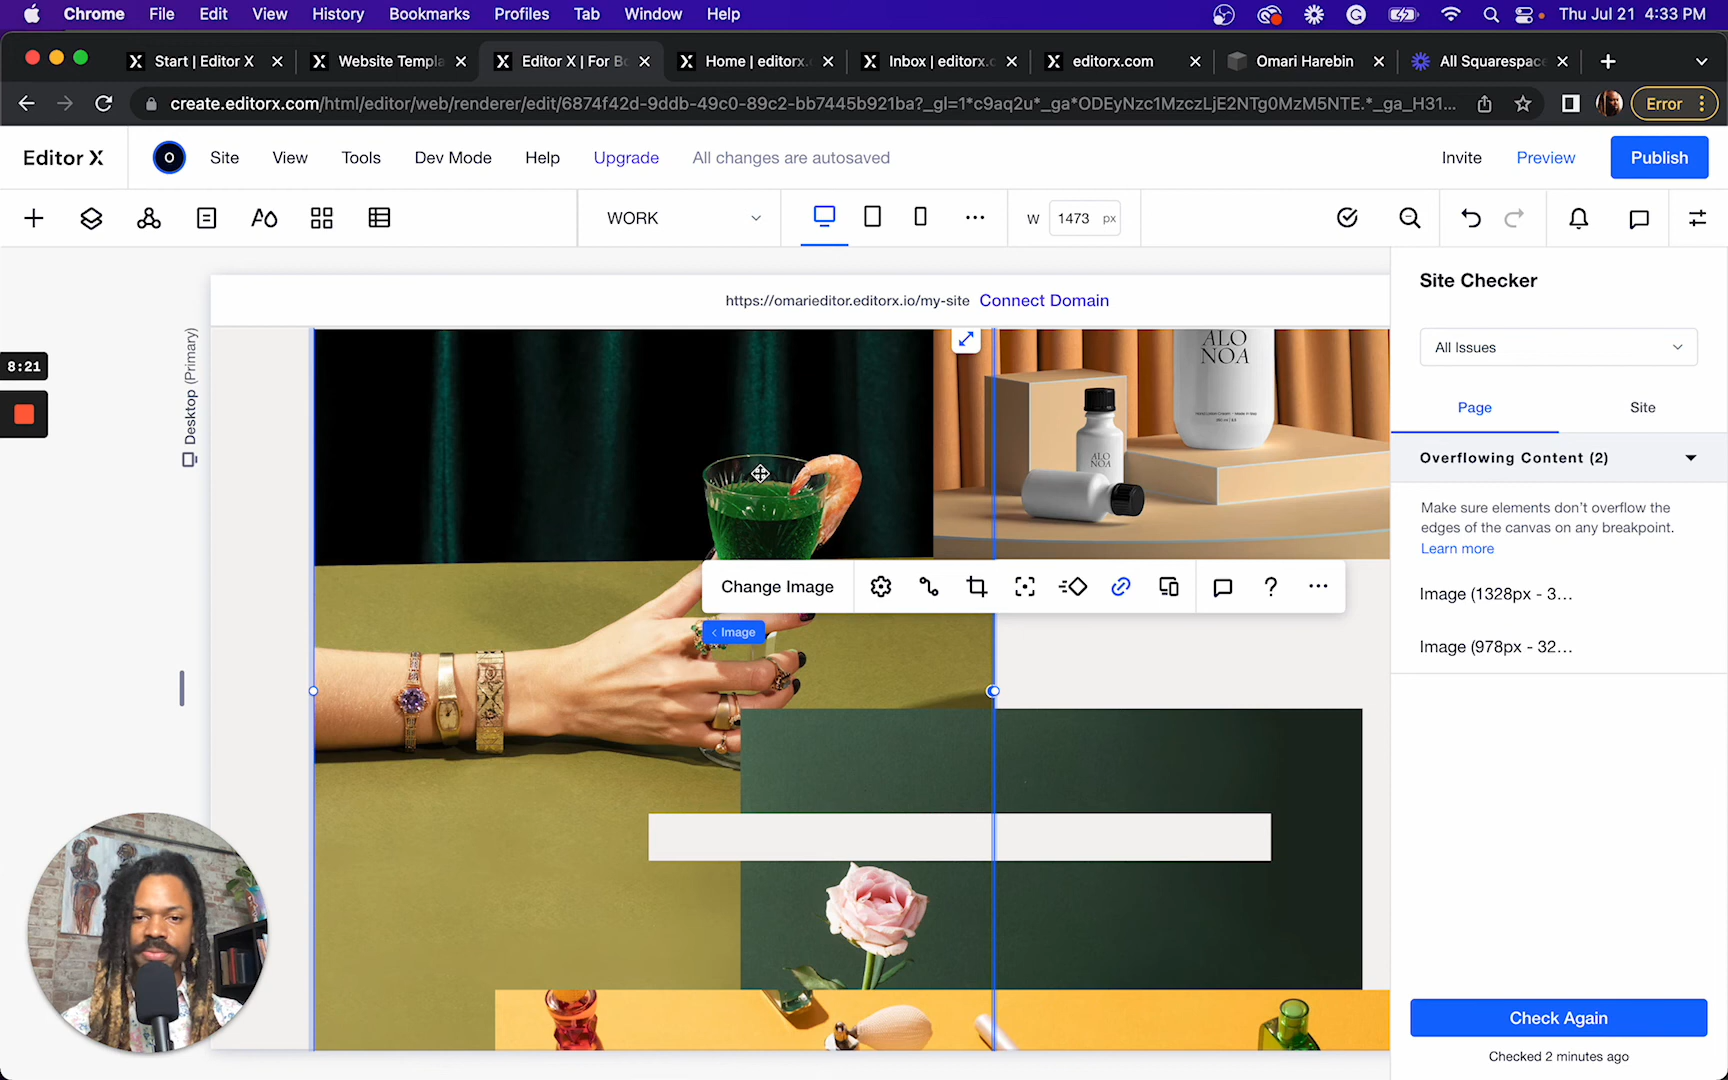 Chrome File Edit View History Bookmarks Profiles Tab Window Help Thu Jul 21 4:33 PM
Start | Editor X Website Templa Editor X | For Bo Home | editorx. Inbox | editorx.c editorx.com Omari Harebin All Squarespace
create.editorx.com/html/editor/web/renderer/edit/6874f42d-9ddb-49c0-89c2-bb7445b921ba?_gl=1*c9aq2u*_ga*ODEyNzc1MzczLjE2NTg0MzM5NTE.*_ga_H31... Error
Editor X O Site View Tools Dev Mode Help Upgrade All changes are autosaved Invite Preview Publish
WORK W 1473 px
Site Checker
https://omarieditor.editorx.io/my-site Connect Domain
All Issues
Desktop (Primary)
ALO
NOA
8:21
Page Site
Overflowing Content (2)
ALO
NOA
Make sure elements don't overflow the
edges of the canvas on any breakpoint.
Learn more
Change Image
Image (1328px - 3...
< Image
Image (978px - 32...
Check Again
Checked 2 minutes ago